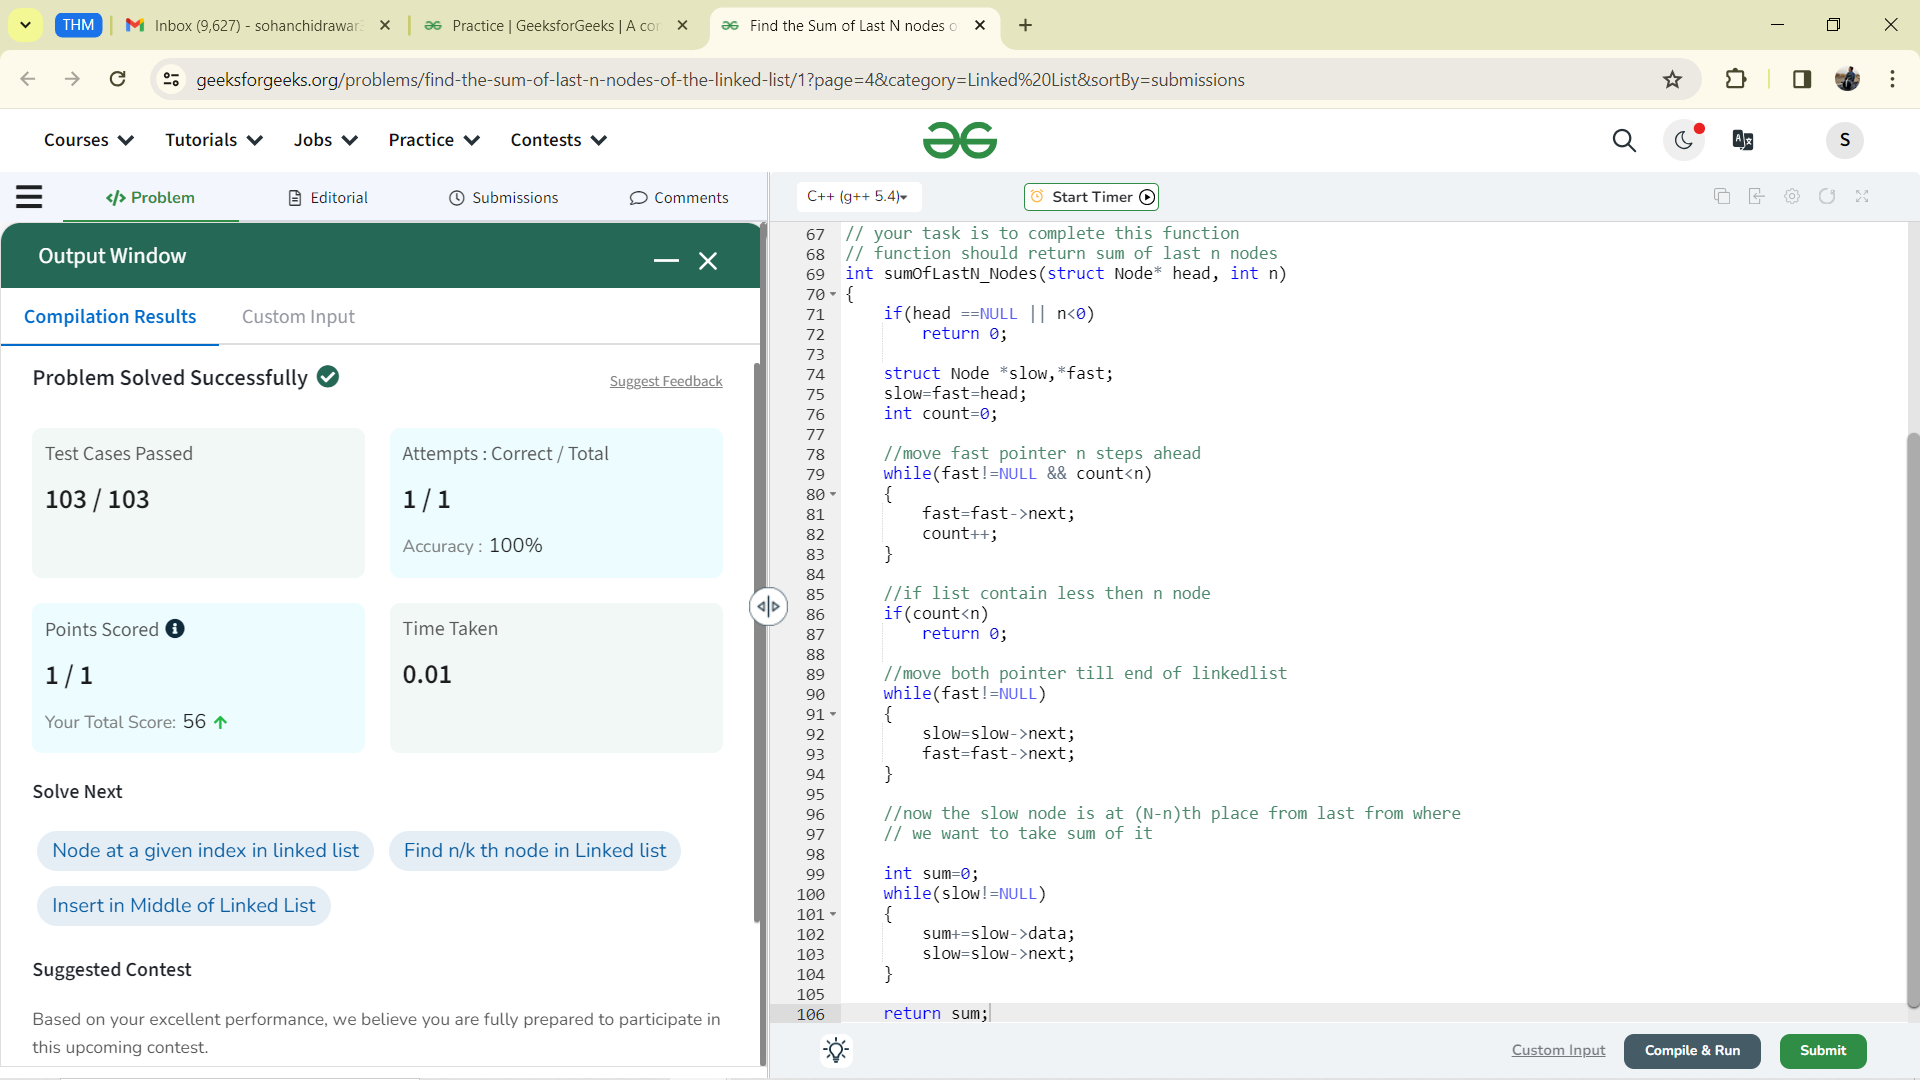 THM
Inbox (9,627) - sohanchidrawar
Practice | GeeksforGeeks | A co
Find the Sum of Last N nodes o
geeksforgeeks.org/problems/find-the-sum-of-last-n-nodes-of-the-linked-list/1?page=4&category=Linked%20List&sortBy=submissions
Courses
Tutorials
Jobs
Practice
Contests
S
</> Problem
Editorial
Submissions
Comments
C++ (g++ 5.4)
Start Timer
Output Window
Compilation Results
Custom Input
Problem Solved Successfully
Suggest Feedback
Test Cases Passed
103 / 103
Attempts : Correct / Total
1 / 1
Accuracy : 100%
Points Scored
1 / 1
Your Total Score: 56
Time Taken
0.01
Solve Next
Node at a given index in linked list
Find n/k th node in Linked list
Insert in Middle of Linked List
Suggested Contest
Based on your excellent performance, we believe you are fully prepared to participate in
this upcoming contest.
67 // your task is to complete this function
68 // function should return sum of last n nodes
69 int sumOfLastN_Nodes(struct Node* head, int n)
70 {
71     if(head ==NULL || n<0)
72         return 0;
73
74     struct Node *slow,*fast;
75     slow=fast=head;
76     int count=0;
77
78     //move fast pointer n steps ahead
79     while(fast!=NULL && count<n)
80     {
81         fast=fast->next;
82         count++;
83     }
84
85     //if list contain less then n node
86     if(count<n)
87         return 0;
88
89     //move both pointer till end of linkedlist
90     while(fast!=NULL)
91     {
92         slow=slow->next;
93         fast=fast->next;
94     }
95
96     //now the slow node is at (N-n)th place from last from where
97     // we want to take sum of it
98
99     int sum=0;
100     while(slow!=NULL)
101     {
102         sum+=slow->data;
103         slow=slow->next;
104     }
105
106     return sum;
Custom Input
Compile & Run
Submit